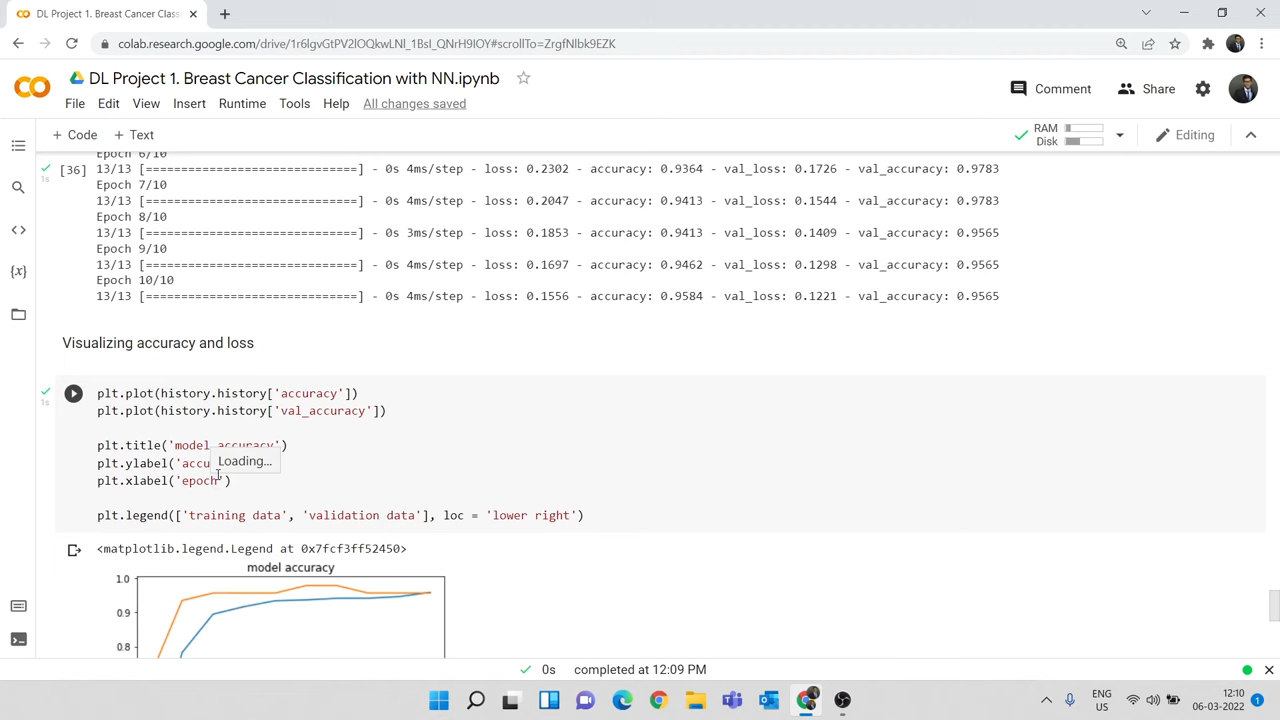 DL Project 1. Breast Cancer Classif
colab.research.google.com/drive/1r6lgvGtPV2lOQkwLNl_1BsI_QNrH9IOY#scrollTo=ZrgfNlbk9EZK
DL Project 1. Breast Cancer Classification with NN.ipynb
Comment
Share
File Edit View Insert Runtime Tools Help All changes saved
+ Code + Text
RAM
Disk
Editing
Epoch 6/10
[36] 13/13 [==============================] - 0s 4ms/step - loss: 0.2302 - accuracy: 0.9364 - val_loss: 0.1726 - val_accuracy: 0.9783
1s
Epoch 7/10
13/13 [==============================] - 0s 4ms/step - loss: 0.2047 - accuracy: 0.9413 - val_loss: 0.1544 - val_accuracy: 0.9783
Epoch 8/10
13/13 [==============================] - 0s 3ms/step - loss: 0.1853 - accuracy: 0.9413 - val_loss: 0.1409 - val_accuracy: 0.9565
Epoch 9/10
13/13 [==============================] - 0s 4ms/step - loss: 0.1697 - accuracy: 0.9462 - val_loss: 0.1298 - val_accuracy: 0.9565
Epoch 10/10
13/13 [==============================] - 0s 4ms/step - loss: 0.1556 - accuracy: 0.9584 - val_loss: 0.1221 - val_accuracy: 0.9565
Visualizing accuracy and loss
1s
plt.plot(history.history['accuracy'])
plt.plot(history.history['val_accuracy'])
plt.title('model accuracy')
plt.ylabel('accu
Loading...
plt.xlabel('epoch')
plt.legend(['training data', 'validation data'], loc = 'lower right')
<matplotlib.legend.Legend at 0x7fcf3ff52450>
model accuracy
1.0
0.9
0.8
0s completed at 12:09 PM
ENG
US
12:10
06-03-2022
1